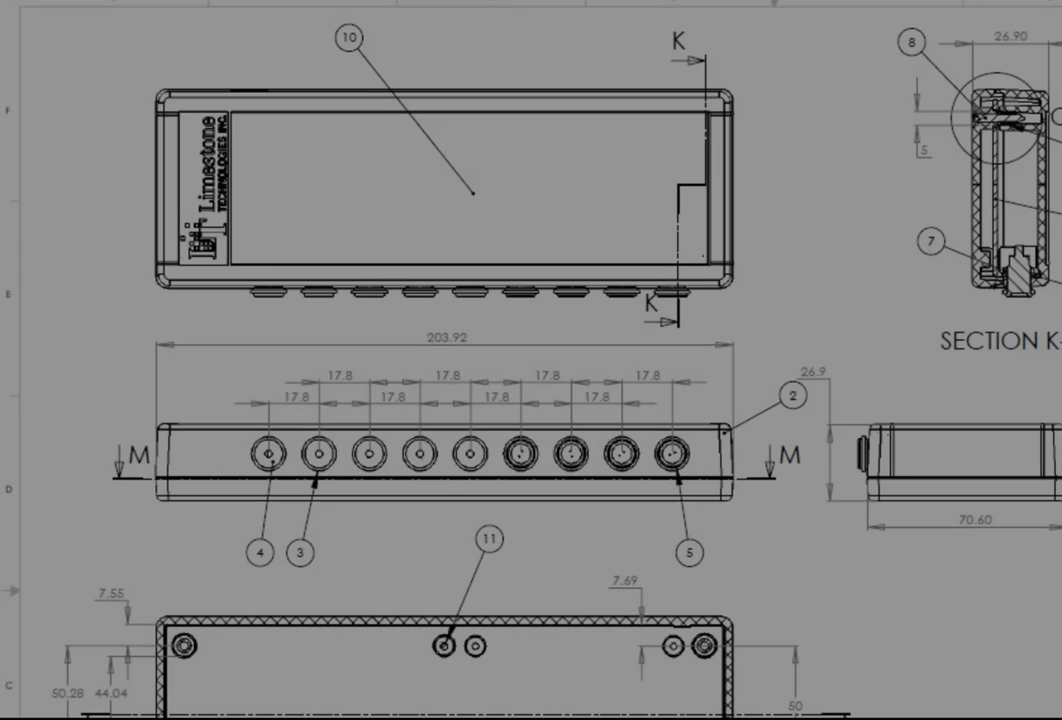 10
K
8
26.90
F
Limestone
TECHNOLOGIES INC.
LT
5
7
E
K
SECTION K-
203.92
17.8 17.8 17.8 17.8
26.9
2
17.8 17.8 17.8 17.8
M M
D
70.60
4 3 11 5
7.55 7.69
C
50.28 44.04 50